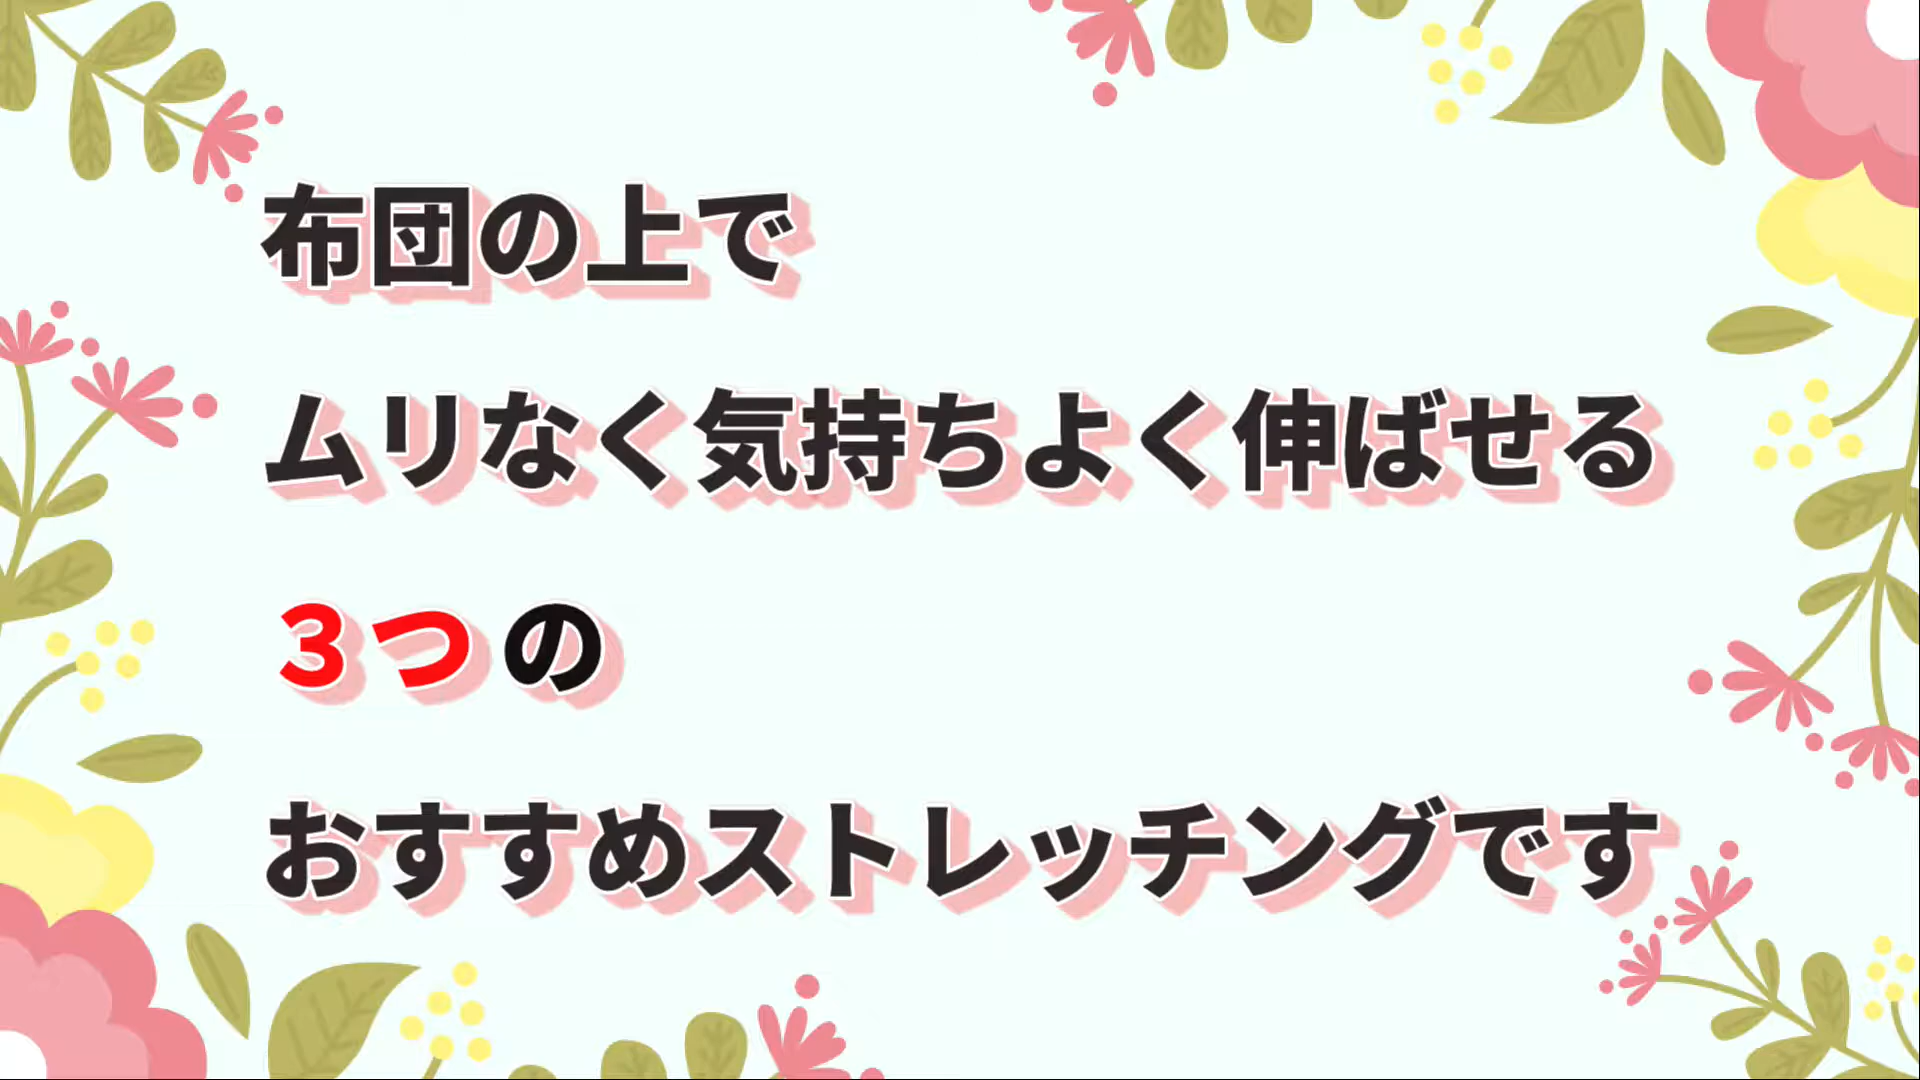 布団の上で
ムリなく気持ちよく伸ばせる
３つの
おすすめストレッチングです